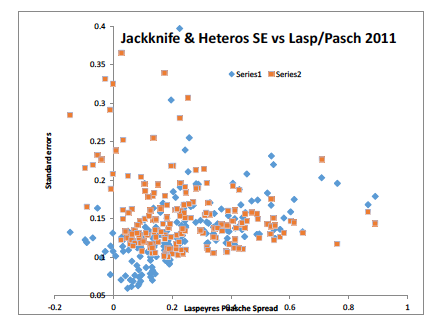 Jackknife & Heteros SE vs Lasp/Pasch 2011
Series1 Series2
Standard errors
0.4
0.35
0.3
0.25
0.2
0.15
0.1
0.05
-0.2 0 0.2 0.4 0.6 0.8 1
Laspeyres Paasche Spread